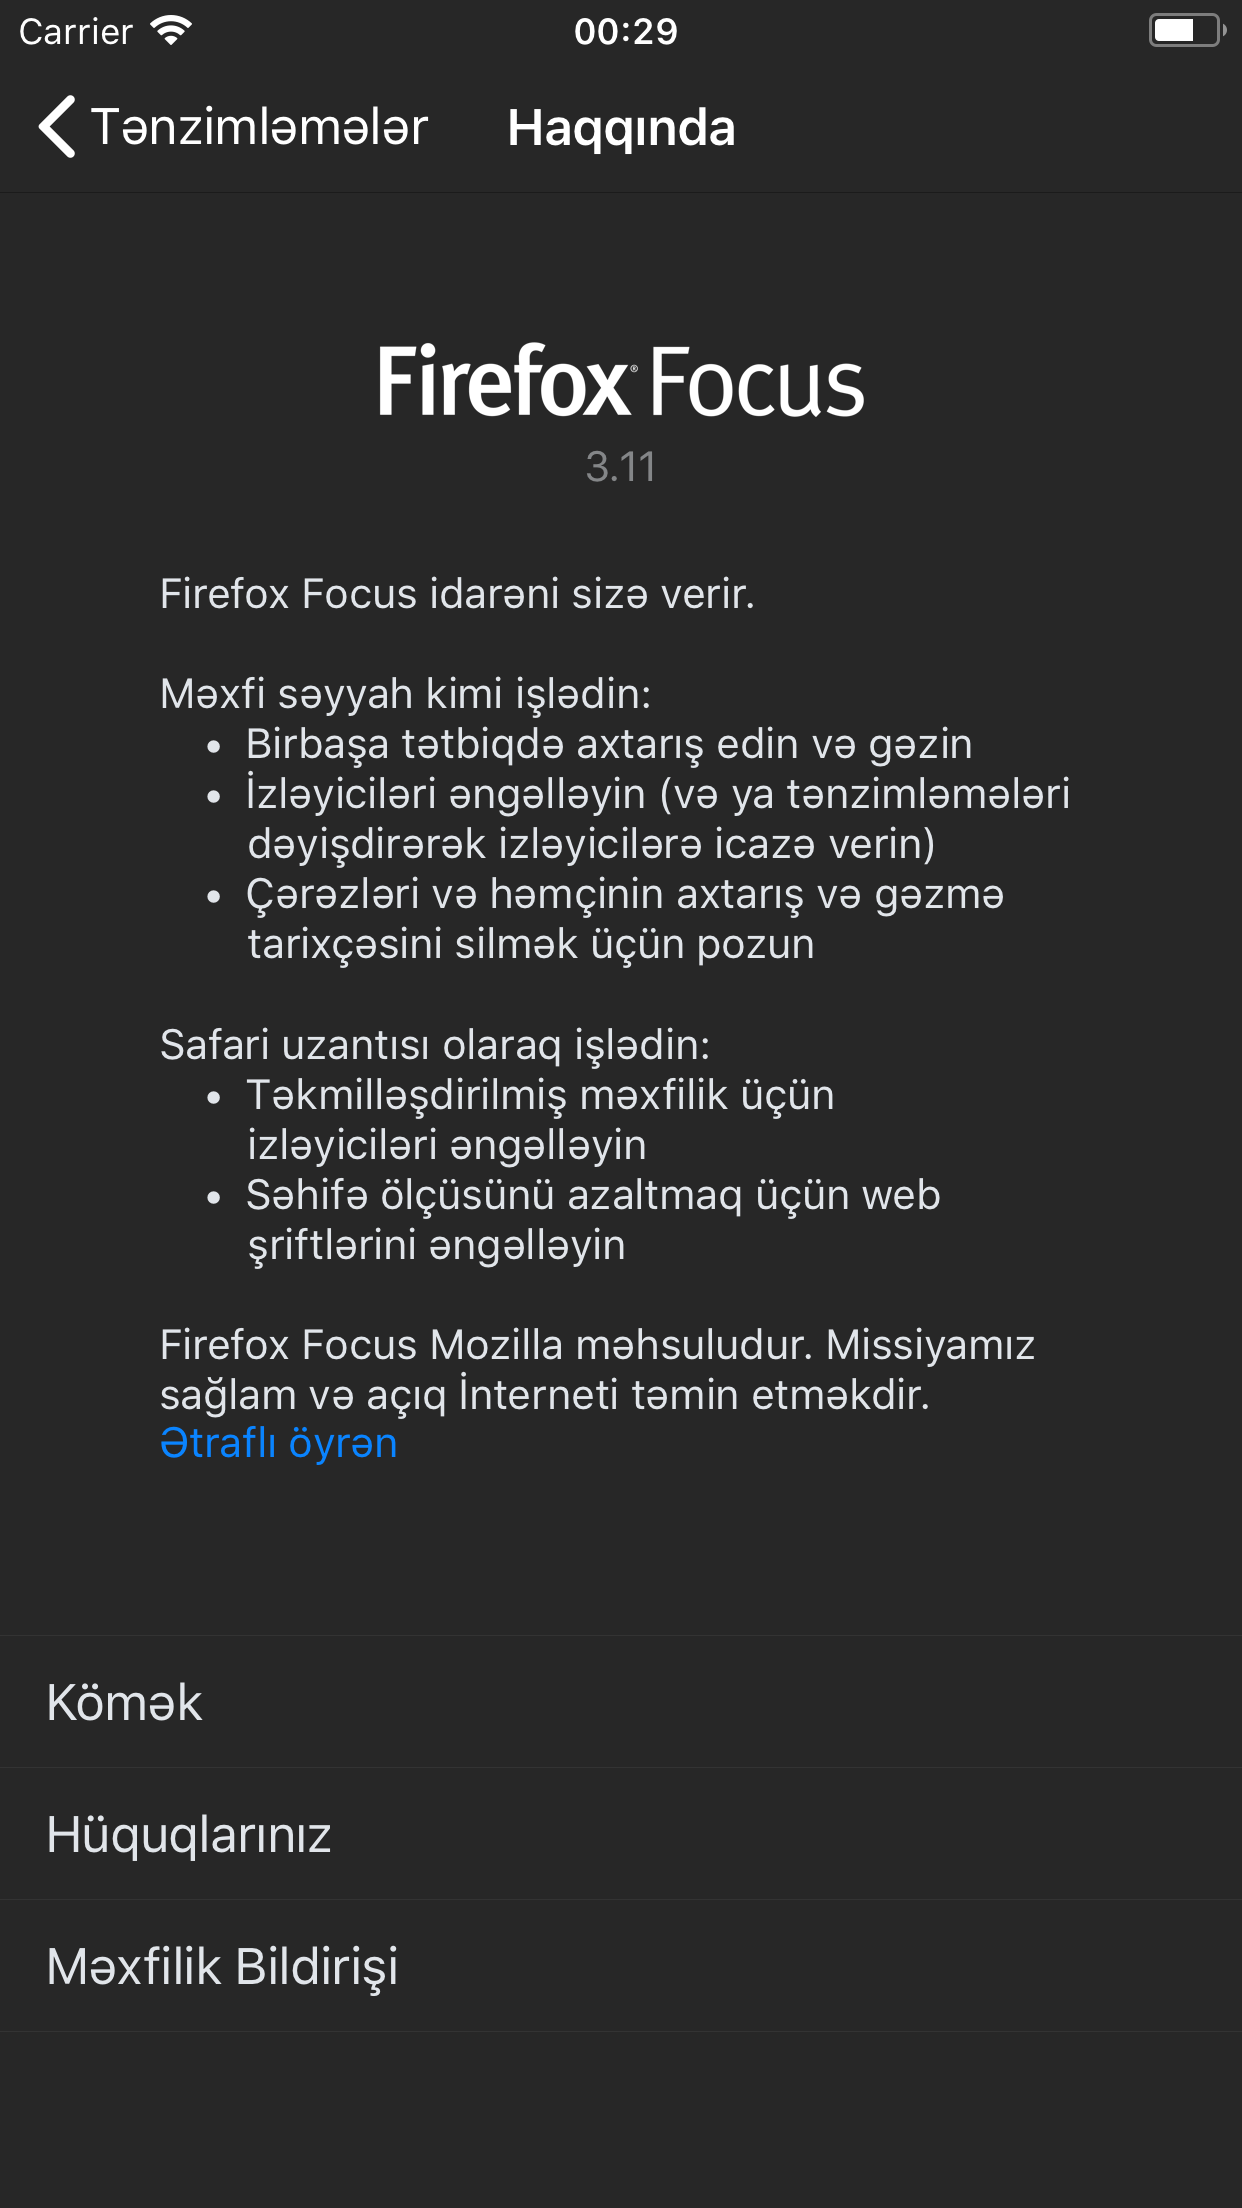 Carrier 00:29
Tənzimləmələr Haqqında
Firefox® Focus
3.11
Firefox Focus idarəni sizə verir.
Məxfi səyyah kimi işlədin:
• Birbaşa tətbiqdə axtarış edin və gəzin
• İzləyiciləri əngəlləyin (və ya tənzimləmələri
dəyişdirərək izləyicilərə icazə verin)
• Çərəzləri və həmçinin axtarış və gəzmə
tarixçəsini silmək üçün pozun
Safari uzantısı olaraq işlədin:
• Təkmilləşdirilmiş məxfilik üçün
izləyiciləri əngəlləyin
• Səhifə ölçüsünü azaltmaq üçün web
şriftlərini əngəlləyin
Firefox Focus Mozilla məhsuludur. Missiyamız
sağlam və açıq İnterneti təmin etməkdir.
Ətraflı öyrən
Kömək
Hüquqlarınız
Məxfilik Bildirişi